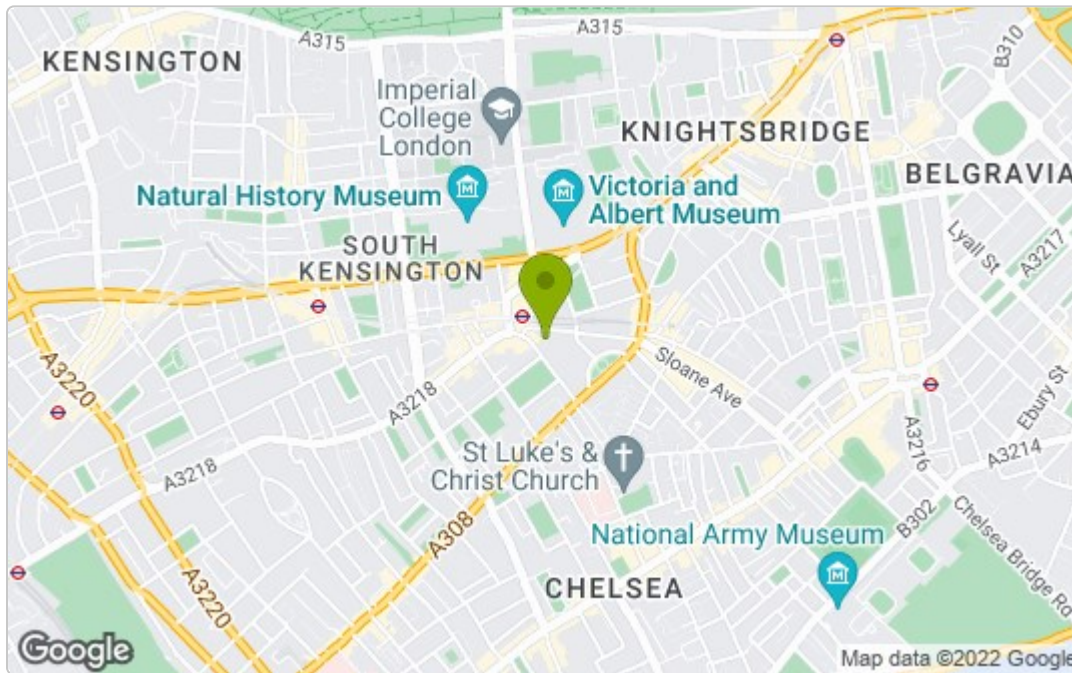 A315
A315
B310
KENSINGTON
Imperial
College
London
KNIGHTSBRIDGE
BELGRAVIA
Natural History Museum
Victoria and
Albert Museum
Lyall St
A3217
SOUTH
KENSINGTON
A3220
A3218
Sloane Ave
Ebury St
A3218
St Luke's &
Christ Church
A3216
A3214
A308
National Army Museum
B302
Chelsea Bridge Rd
A3220
CHELSEA
Google
Map data ©2022 Google